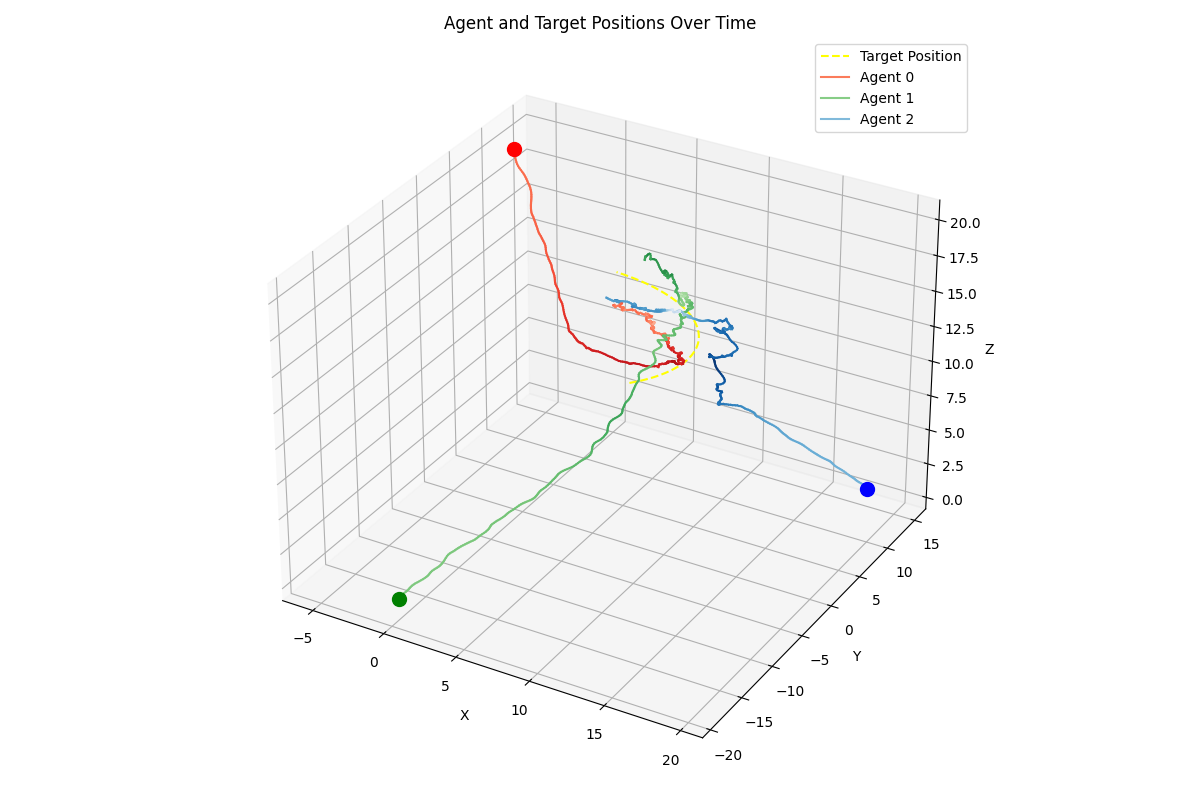 Agent and Target Positions Over Time
Target Position
Agent 0
Agent 1
Agent 2
20.0
17.5
15.0
12.5
10.0
7.5
5.0
2.5
0.0
Z
15
10
5
0
−5
−10
−15
−20
Y
−5
0
5
10
15
20
X